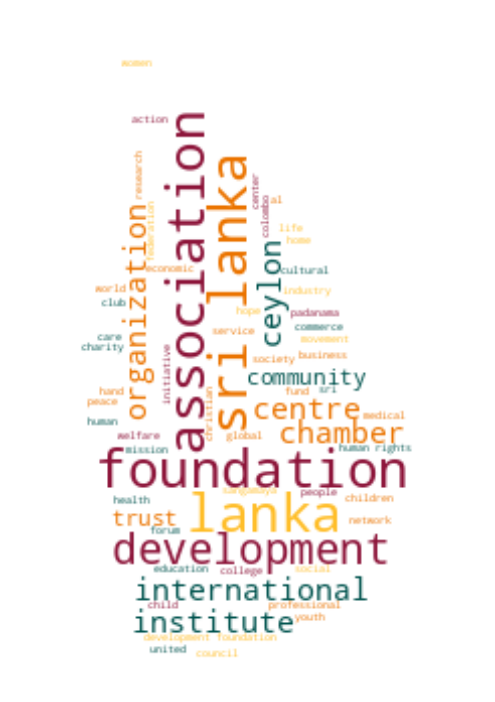 women
action
association
sri lanka
research
organization
federation
center
al
colombo
life
home
ceylon
economic
cultural
world
club
industry
hope
padanama
commerce
service
movement
care
charity
initiative
society
business
community
hand
peace
christian
fund
sri
centre
medical
human
chamber
welfare
global
mission
human rights
foundation
sangamaya
people
health
children
lanka
trust
network
forum
development
education
college
social
international
child
professional
institute
youth
development foundation
united
council